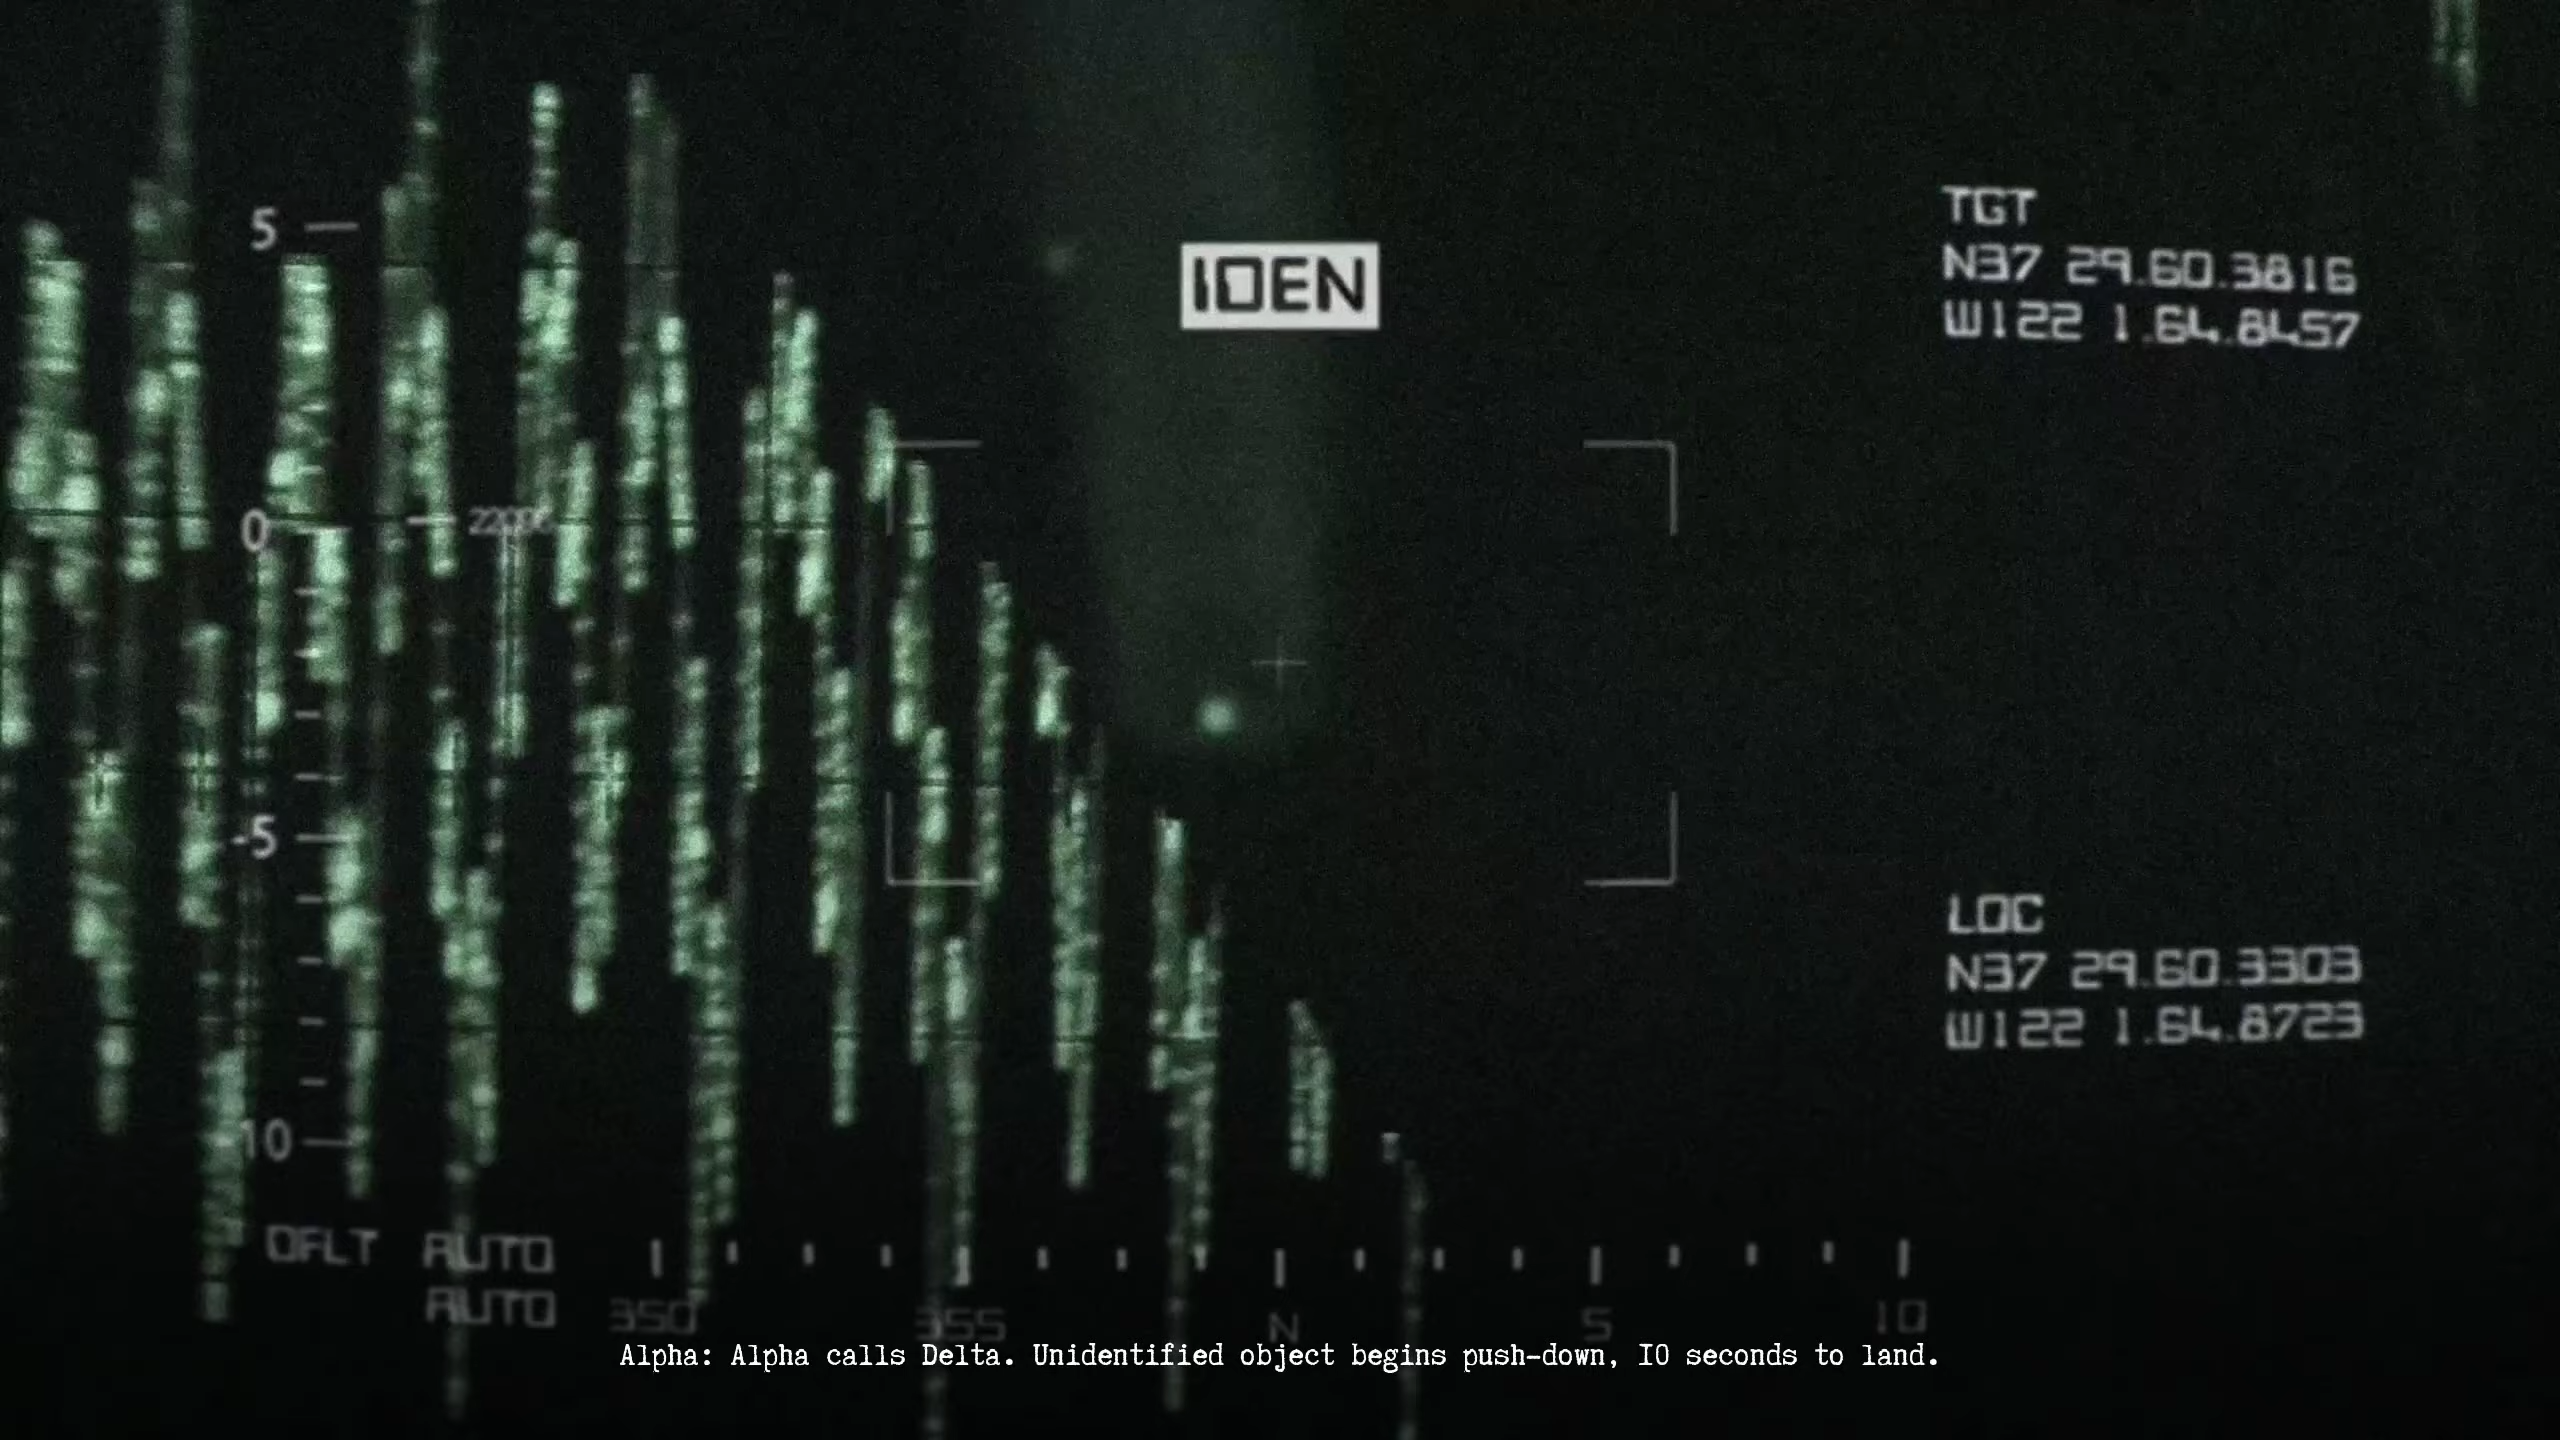 5
IDEN
TGT
N37 29.60.3816
W122 1.64.8457
0
-5
LOC
N37 29.60.3303
W122 1.64.8723
10
OFLT AUTO
AUTO
350 355 N 5 10
Alpha: Alpha calls Delta. Unidentified object begins push-down, 10 seconds to land.